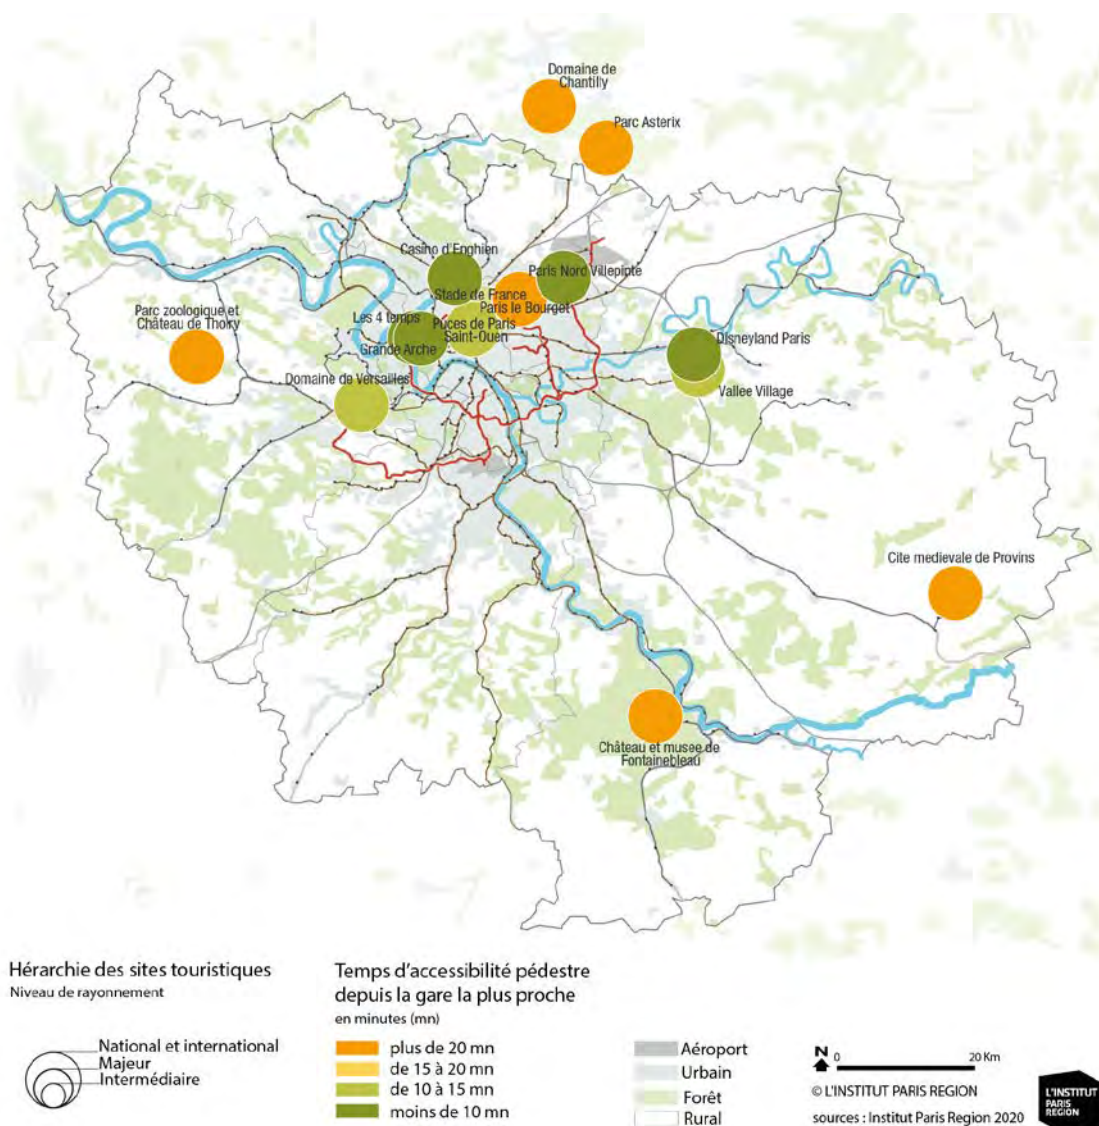 Domaine de
Chantilly
Parc Asterix
Casino d'Enghien
Paris Nord Villepinte
Stade de France
Paris le Bourget
Parc zoologique et
Château de Thoiry
Les 4 temps
Puces de Paris
Saint-Ouen
Grande Arche
Disneyland Paris
Domaine de Versailles
Vallee Village
Cite medievale de Provins
Château et musee de
Fontainebleau
Hérarchie des sites touristiques
Niveau de rayonnement
National et international
Majeur
Intermédiaire
Temps d'accessibilité pédestre
depuis la gare la plus proche
en minutes (mn)
plus de 20 mn
de 15 à 20 mn
de 10 à 15 mn
moins de 10 mn
Aéroport
Urbain
Forêt
Rural
N
0 20 Km
© L'INSTITUT PARIS REGION
sources : Institut Paris Region 2020
L'INSTITUT
PARIS
REGION